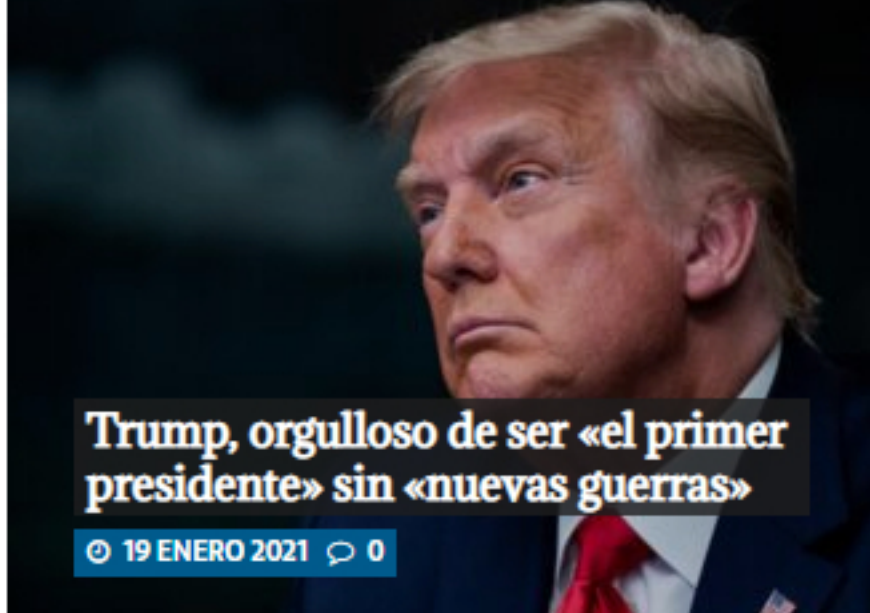 Trump, orgulloso de ser «el primer
presidente» sin «nuevas guerras»
19 ENERO 2021 0